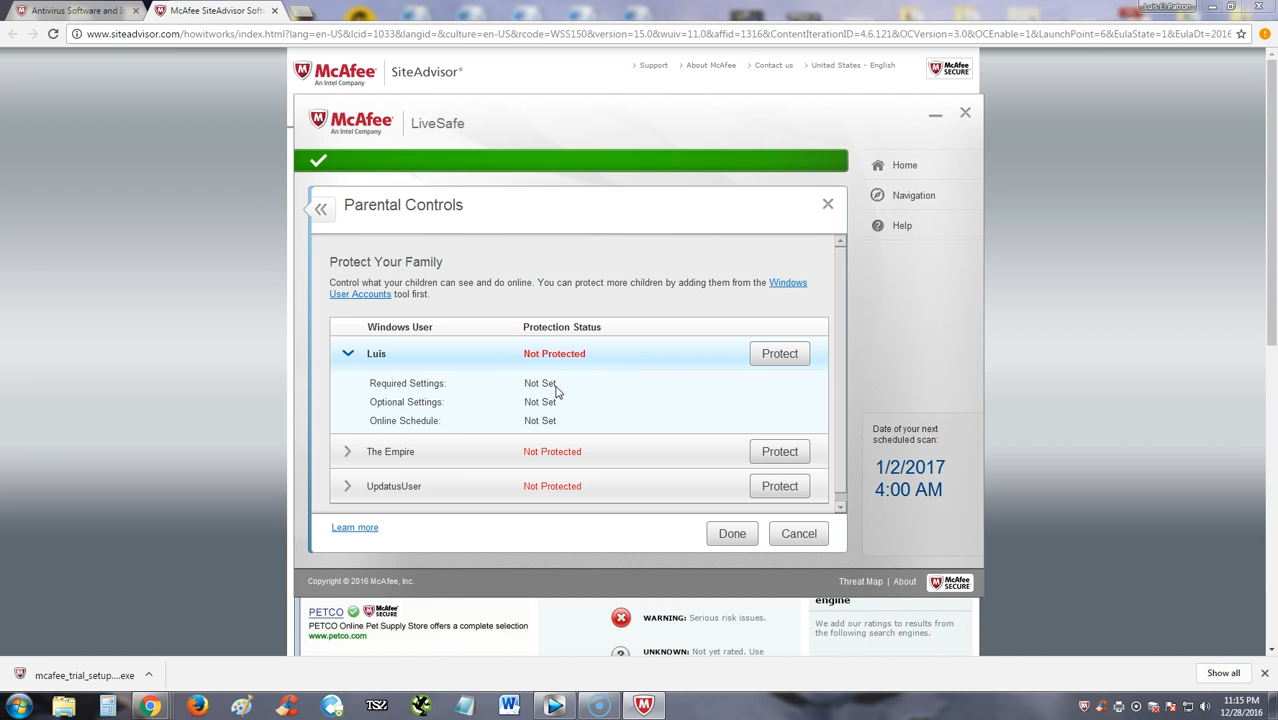 SiteAdvisor Software and In
McAfee SiteAdvisor Softwa
Luis El Patron
www.siteadvisor.com/howitworks/index.html?lang=en-US&lcid=1033&langid=&culture=en-US&rcode=WSS150&version=15.0&wuiv=11.0&affid=1316&ContentIterationID=4.6.121&OCVersion=3.0&OCEnable=1&LaunchPoint=6&EulaState=1&EulaDt=2016
McAfee
An Intel Company
SiteAdvisor®
Support
About McAfee
Contact us
United States - English
McAfee
SECURE
McAfee
An Intel Company
LiveSafe
Home
Navigation
Help
Parental Controls
Protect Your Family
Control what your children can see and do online. You can protect more children by adding them from the Windows
User Accounts tool first.
Windows User Protection Status
Luis Not Protected Protect
Required Settings: Not Set
Optional Settings: Not Set
Online Schedule: Not Set
The Empire Not Protected Protect
UpdatusUser Not Protected Protect
Learn more
Done Cancel
Date of your next
scheduled scan:
1/2/2017
4:00 AM
Copyright © 2016 McAfee, Inc.
Threat Map | About
McAfee
SECURE
PETCO McAfee SECURE
PETCO Online Pet Supply Store offers a complete selection
www.petco.com
WARNING: Serious risk issues.
UNKNOWN: Not yet rated. Use
engine
We add our ratings to results from
the following search engines.
mcafee_trial_setup....exe
Show all
TSZ
11:15 PM
12/28/2016